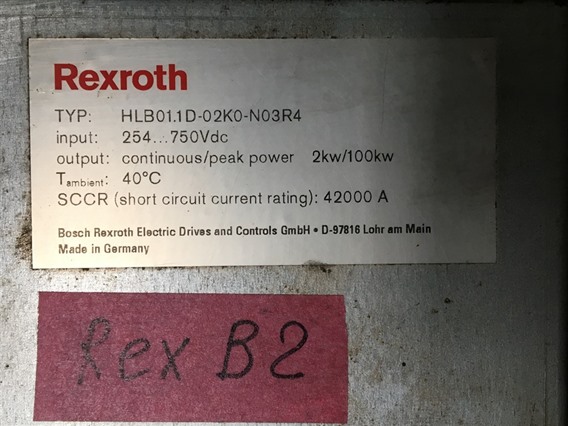 Rexroth
TYP: HLB01.1D-02K0-N03R4
input: 254...750Vdc
output: continuous/peak power 2kw/100kw
Tambient: 40°C
SCCR (short circuit current rating): 42000 A
Bosch Rexroth Electric Drives and Controls GmbH • D-97816 Lohr am Main
Made in Germany
Rex B2